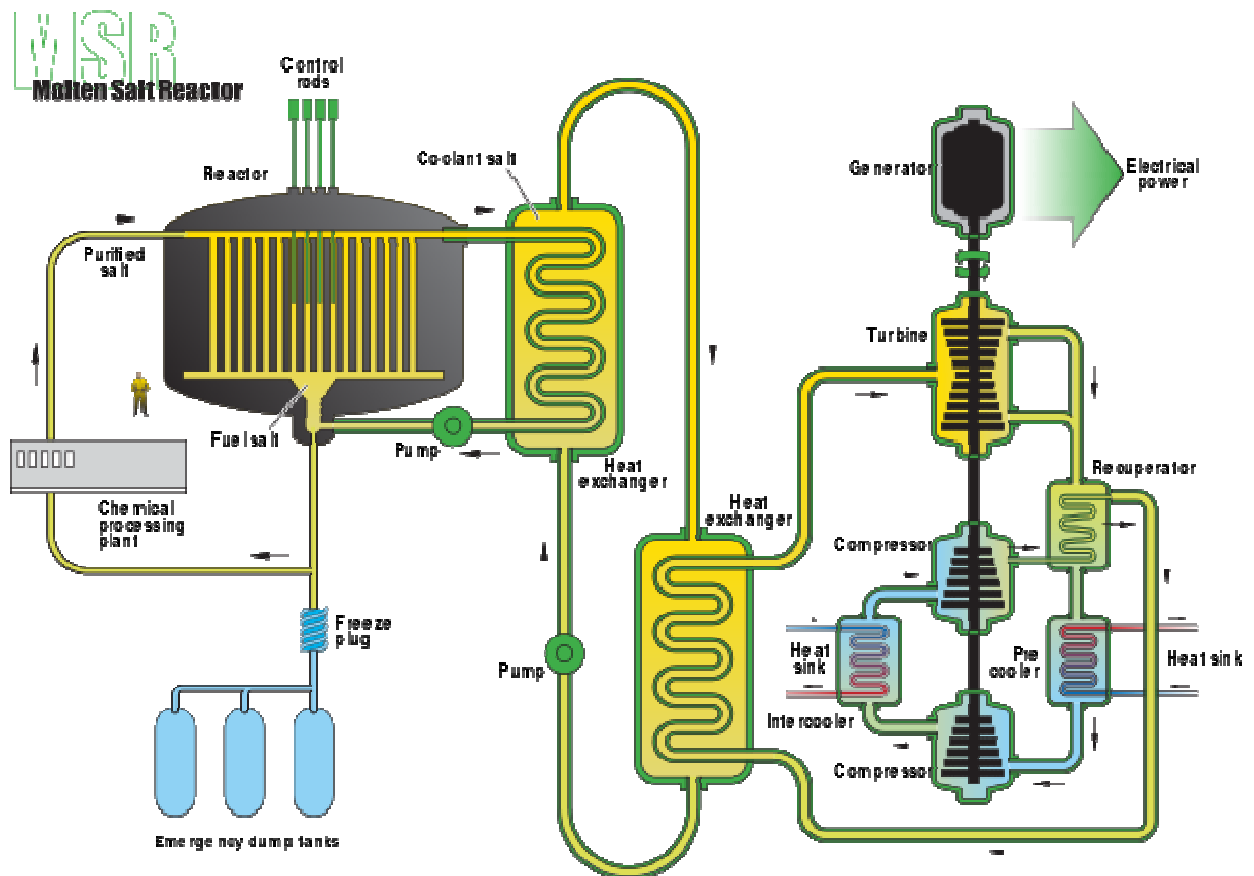 MSR
Molten Salt Reactor
Control
rods
Reactor
Coolant salt
Purified
salt
Fuel salt
Pump
Heat
exchanger
Chemical
processing
plant
Freeze
plug
Emergency dump tanks
Pump
Heat
exchanger
Generator
Electrical
power
Turbine
Recuperator
Compressor
Heat
sink
Pre
cooler
Heat sink
Intercooler
Compressor